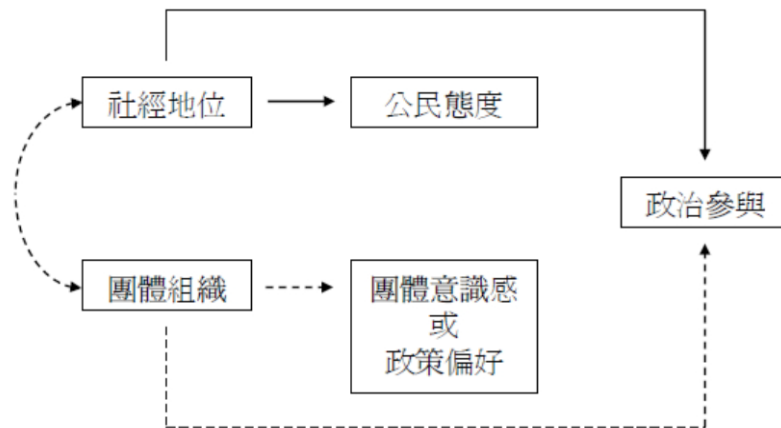 社經地位
公民態度
政治參與
團體組織
團體意識感
或
政策偏好